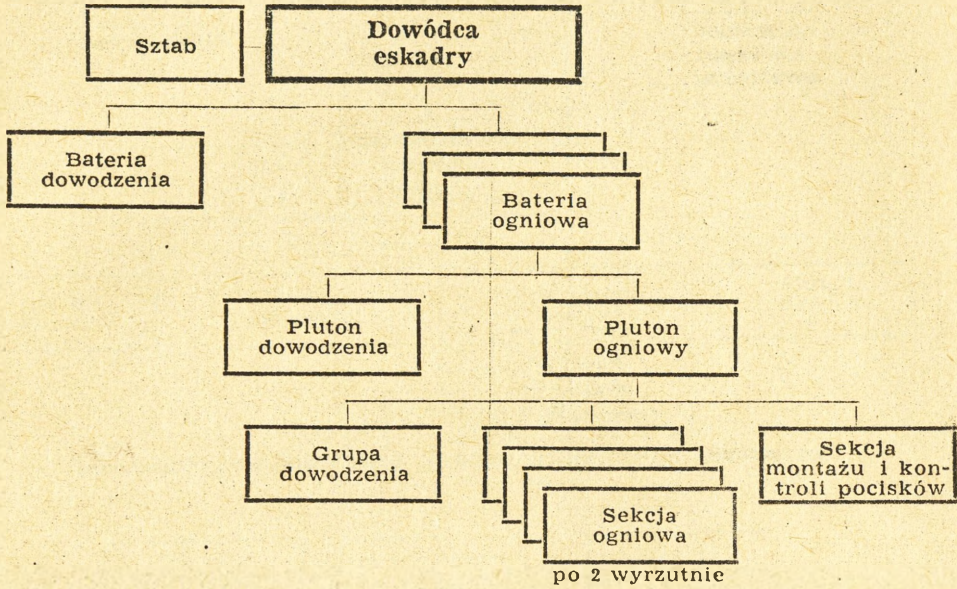 Sztab
Dowódca
eskadry
Bateria
dowodzenia
Bateria
ogniowa
Pluton
dowodzenia
Pluton
ogniowy
Grupa
dowodzenia
Sekcja
ogniowa
po 2 wyrzutnie
Sekcja
montażu i kon-
troli pocisków